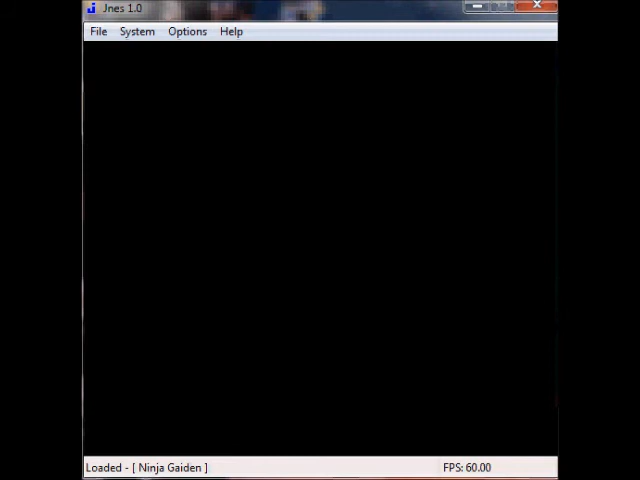 Jnes 1.0
File System Options Help
Loaded - [ Ninja Gaiden ] FPS: 60.00